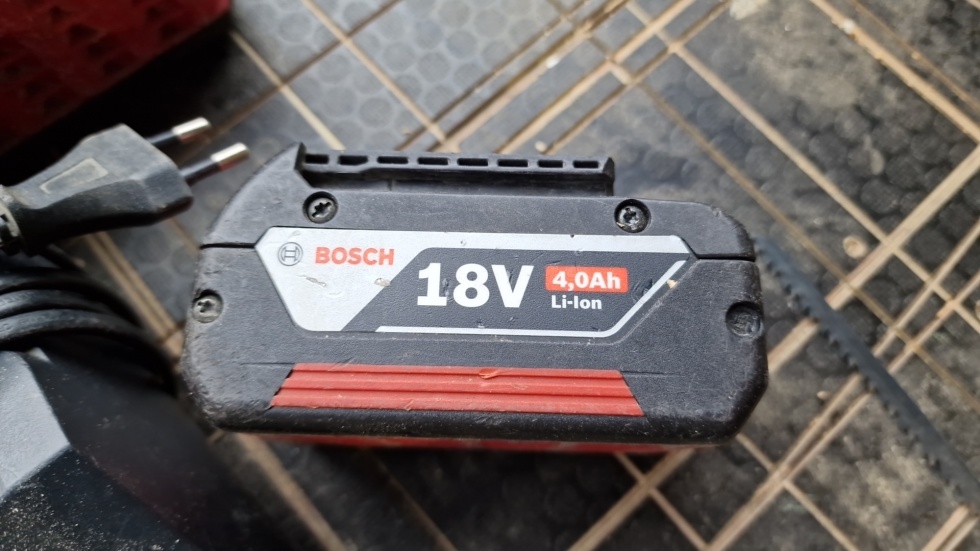 BOSCH
18V
4,0Ah
Li-Ion